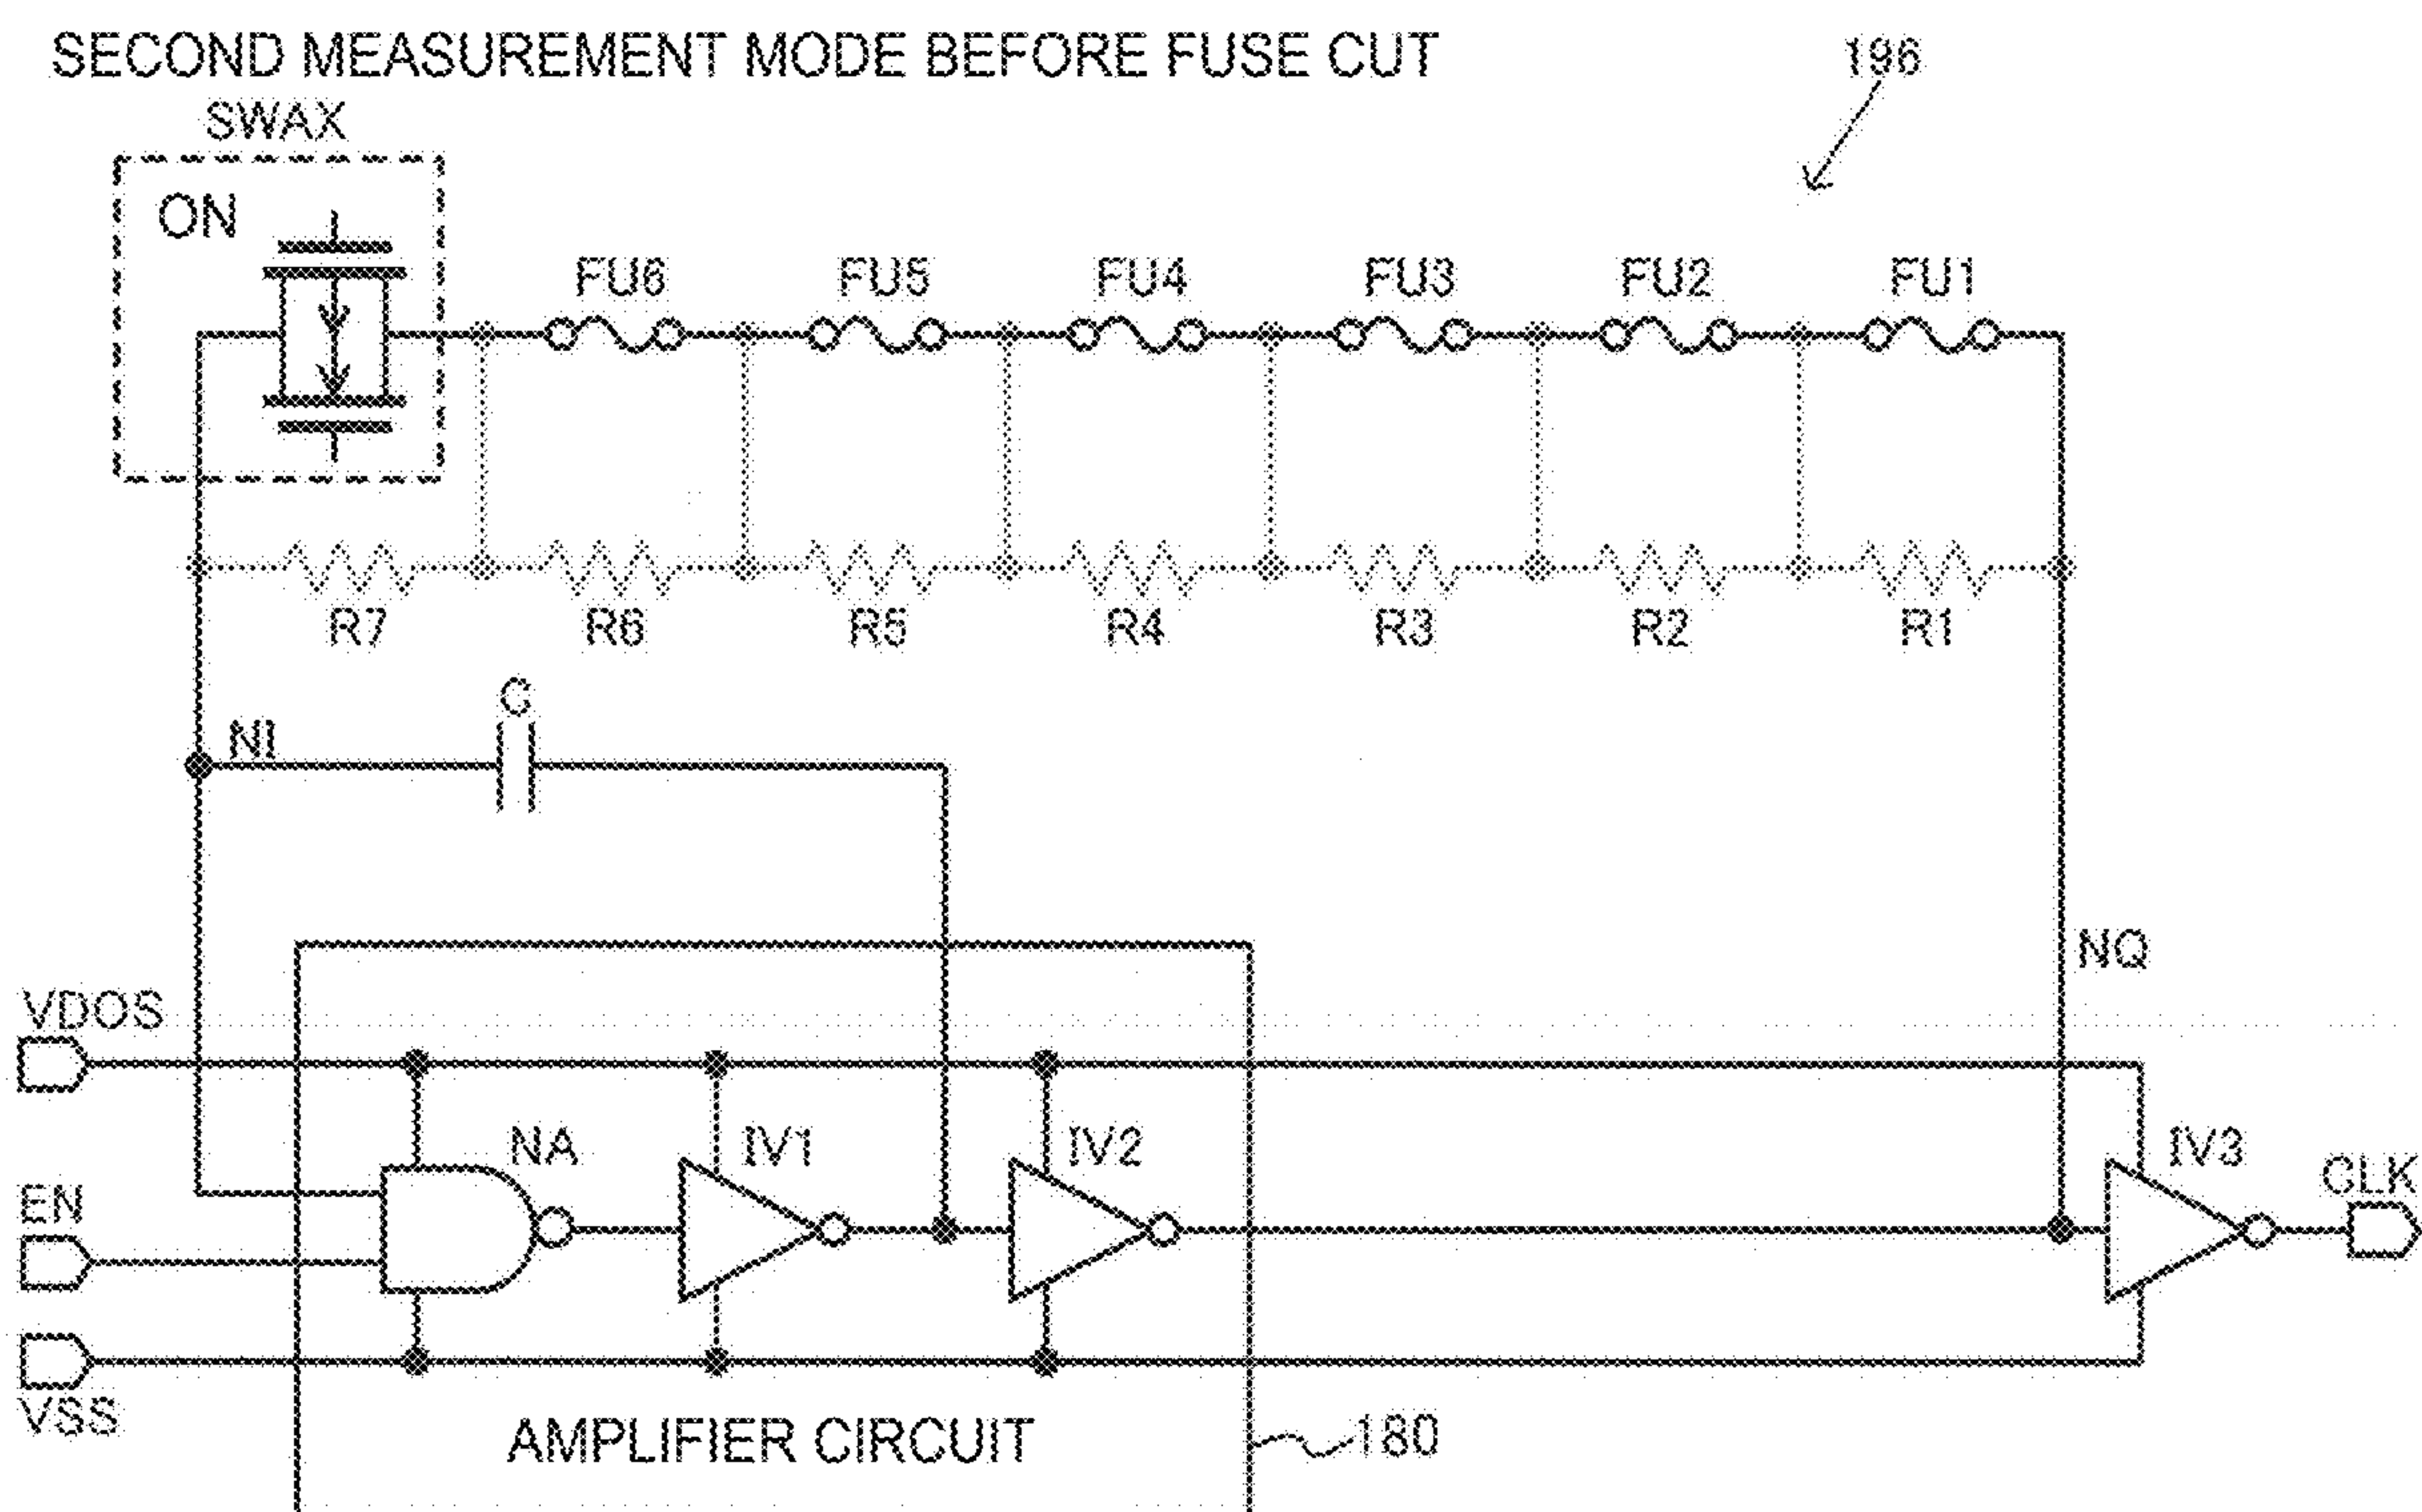 SECOND MEASUREMENT MODE BEFORE FUSE CUT
196
SWAX
ON
FU6 FU5 FU4 FU3 FU2 FU1
R7 R6 R5 R4 R3 R2 R1
C
NI
NQ
VDOS
NA IV1 IV2 IV3
CLK
EN
VSS
AMPLIFIER CIRCUIT
180